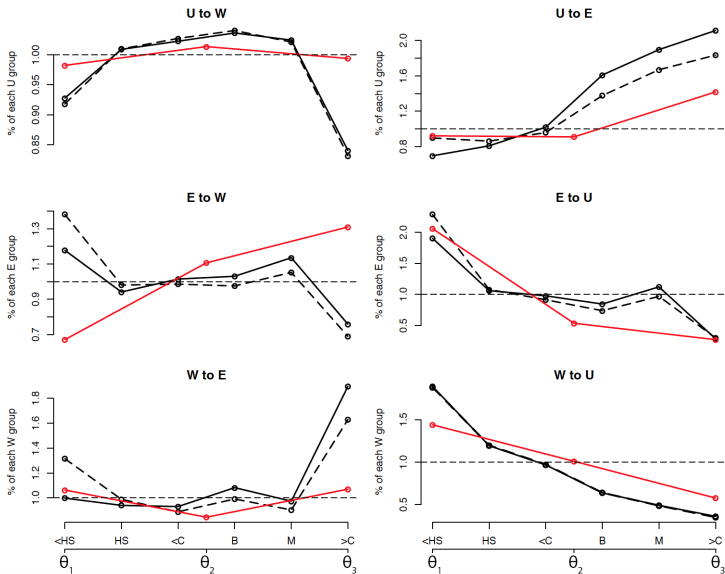 U to W
U to E
% of each U group
1.00
0.95
0.90
0.85
% of each U group
2.0
1.6
1.2
0.8
E to W
E to U
% of each E group
1.3
1.1
0.9
0.7
% of each E group
2.0
1.5
1.0
0.5
W to E
W to U
% of each W group
1.8
1.6
1.4
1.2
1.0
% of each W group
1.5
1.0
0.5
<HS HS <C B M >C
<HS HS <C B M >C
θ1 θ2 θ3
θ1 θ2 θ3